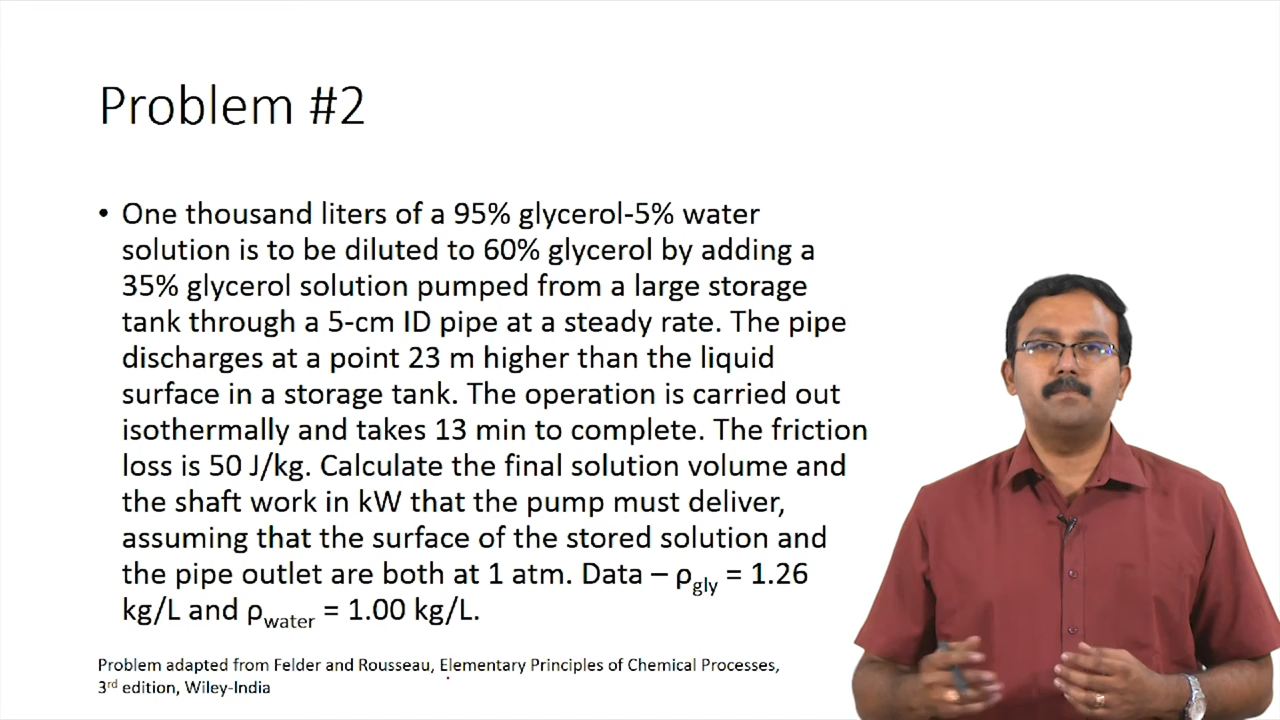 Problem #2
• One thousand liters of a 95% glycerol-5% water
solution is to be diluted to 60% glycerol by adding a
35% glycerol solution pumped from a large storage
tank through a 5-cm ID pipe at a steady rate. The pipe
discharges at a point 23 m higher than the liquid
surface in a storage tank. The operation is carried out
isothermally and takes 13 min to complete. The friction
loss is 50 J/kg. Calculate the final solution volume and
the shaft work in kW that the pump must deliver,
assuming that the surface of the stored solution and
the pipe outlet are both at 1 atm. Data – ρgly = 1.26
kg/L and ρwater = 1.00 kg/L.
Problem adapted from Felder and Rousseau, Elementary Principles of Chemical Processes,
3rd edition, Wiley-India